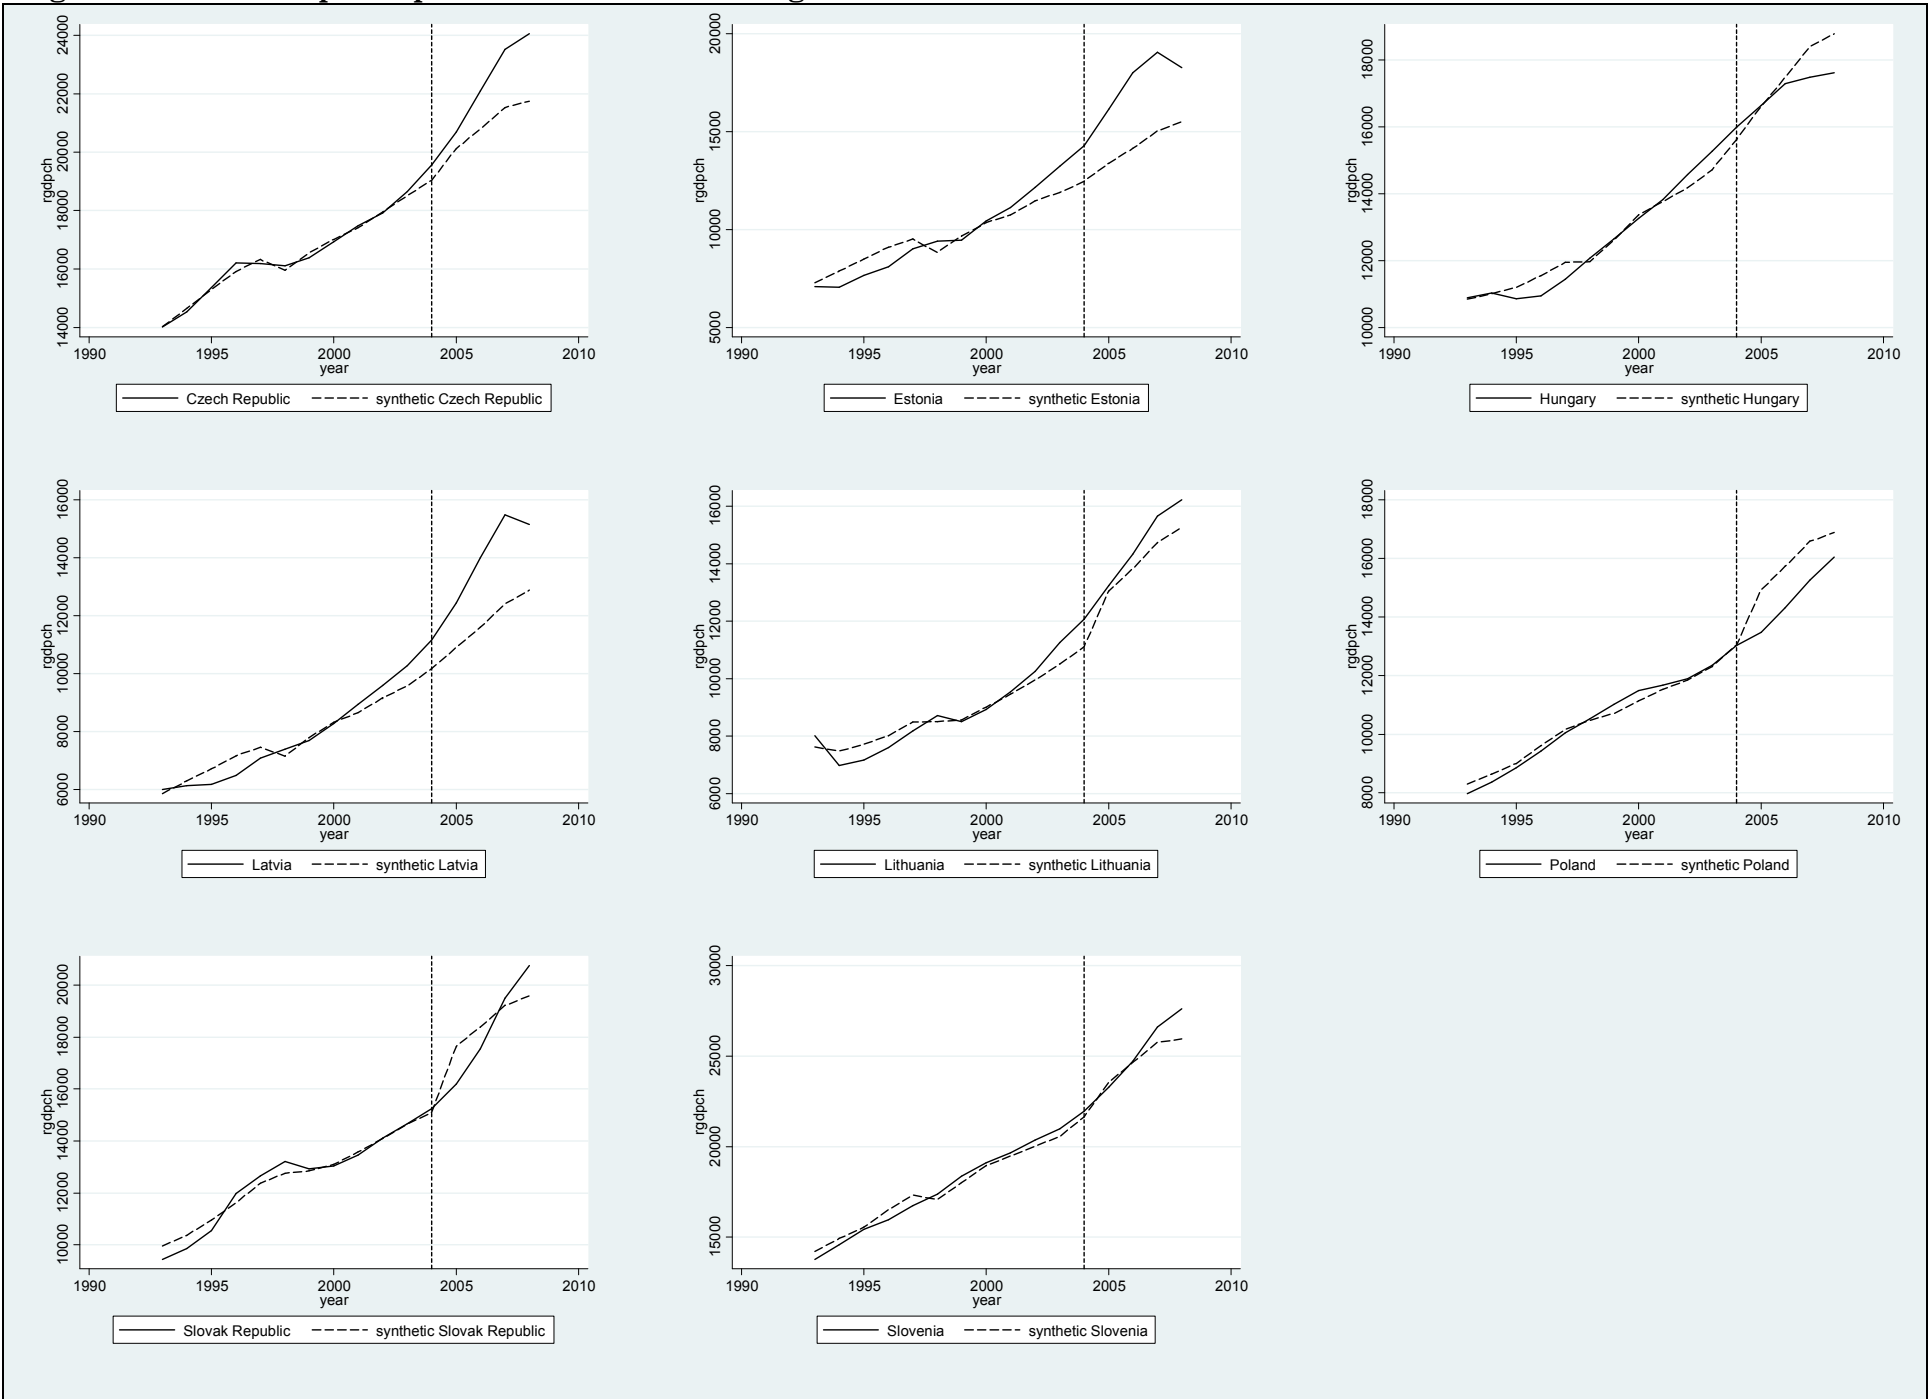 24000
22000
20000
18000
16000
14000
rgdpch
1990 1995 2000 2005 2010
year
Czech Republic synthetic Czech Republic
20000
15000
10000
5000
rgdpch
1990 1995 2000 2005 2010
year
Estonia synthetic Estonia
18000
16000
14000
12000
10000
rgdpch
1990 1995 2000 2005 2010
year
Hungary synthetic Hungary
16000
14000
12000
10000
8000
6000
rgdpch
1990 1995 2000 2005 2010
year
Latvia synthetic Latvia
16000
14000
12000
10000
8000
6000
rgdpch
1990 1995 2000 2005 2010
year
Lithuania synthetic Lithuania
18000
16000
14000
12000
10000
8000
rgdpch
1990 1995 2000 2005 2010
year
Poland synthetic Poland
20000
18000
16000
14000
12000
10000
rgdpch
1990 1995 2000 2005 2010
year
Slovak Republic synthetic Slovak Republic
30000
25000
20000
15000
rgdpch
1990 1995 2000 2005 2010
year
Slovenia synthetic Slovenia